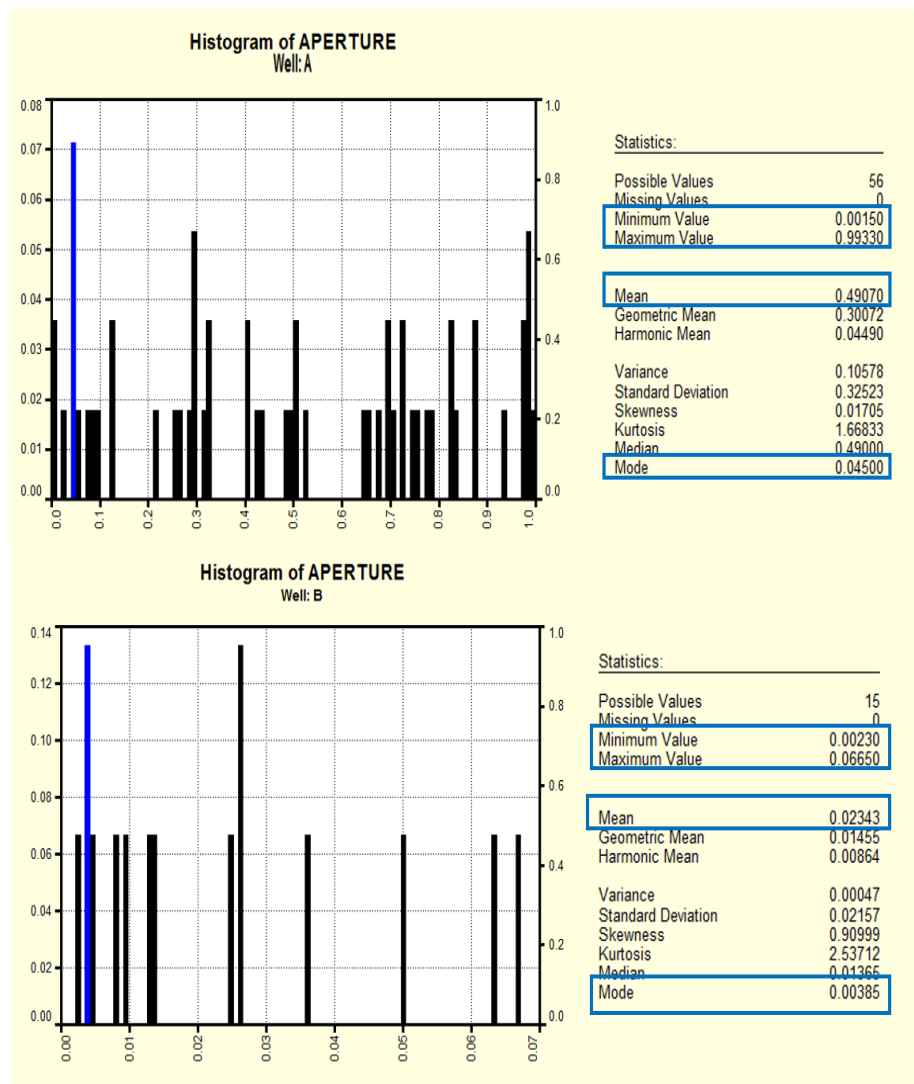 Histogram of APERTURE
Well: A
0.08
0.07
0.06
0.05
0.04
0.03
0.02
0.01
0.00
1.0
0.8
0.6
0.4
0.2
0.0
0.0 0.1 0.2 0.3 0.4 0.5 0.6 0.7 0.8 0.9 1.0
Statistics:
Possible Values 56
Missing Values 0
Minimum Value 0.00150
Maximum Value 0.99330
Mean 0.49070
Geometric Mean 0.30072
Harmonic Mean 0.04490
Variance 0.10578
Standard Deviation 0.32523
Skewness 0.01705
Kurtosis 1.66833
Median 0.49000
Mode 0.04500
Histogram of APERTURE
Well: B
0.14
0.12
0.10
0.08
0.06
0.04
0.02
0.00
1.0
0.8
0.6
0.4
0.2
0.0
0.00 0.01 0.02 0.03 0.04 0.05 0.06 0.07
Statistics:
Possible Values 15
Missing Values 0
Minimum Value 0.00230
Maximum Value 0.06650
Mean 0.02343
Geometric Mean 0.01455
Harmonic Mean 0.00864
Variance 0.00047
Standard Deviation 0.02157
Skewness 0.90999
Kurtosis 2.53712
Median 0.01365
Mode 0.00385